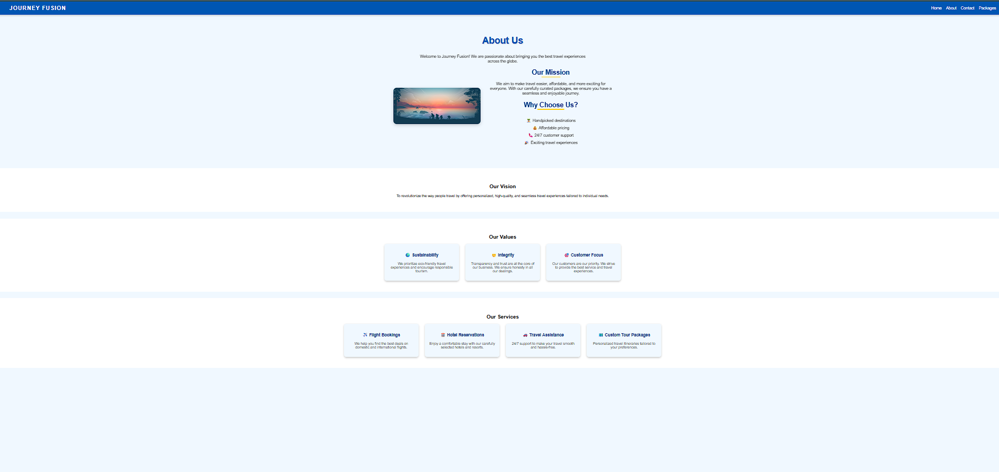 JOURNEY FUSION
Home About Contact Packages
About Us
Welcome to Journey Fusion! We are passionate about bringing you the best travel experiences
across the globe.
Our Mission
We aim to make travel easier, affordable, and more exciting for
everyone. With our carefully curated packages, we ensure you have a
seamless and enjoyable journey.
Why Choose Us?
Handpicked destinations
Affordable pricing
24/7 customer support
Exciting travel experiences
Our Vision
To revolutionize the way people travel by offering personalized, high-quality, and seamless travel experiences tailored to individual needs.
Our Values
Sustainability
We prioritize eco-friendly travel
experiences and encourage responsible
tourism.
Integrity
Transparency and trust are at the core of
our business. We ensure honesty in all
our dealings.
Customer Focus
Our customers are our priority. We strive
to provide the best service and travel
experiences.
Our Services
Flight Bookings
We help you find the best deals on
domestic and international flights.
Hotel Reservations
Enjoy a comfortable stay with our carefully
selected hotels and resorts.
Travel Assistance
24/7 support to make your travel smooth
and hassle-free.
Custom Tour Packages
Personalized travel itineraries tailored to
your preferences.